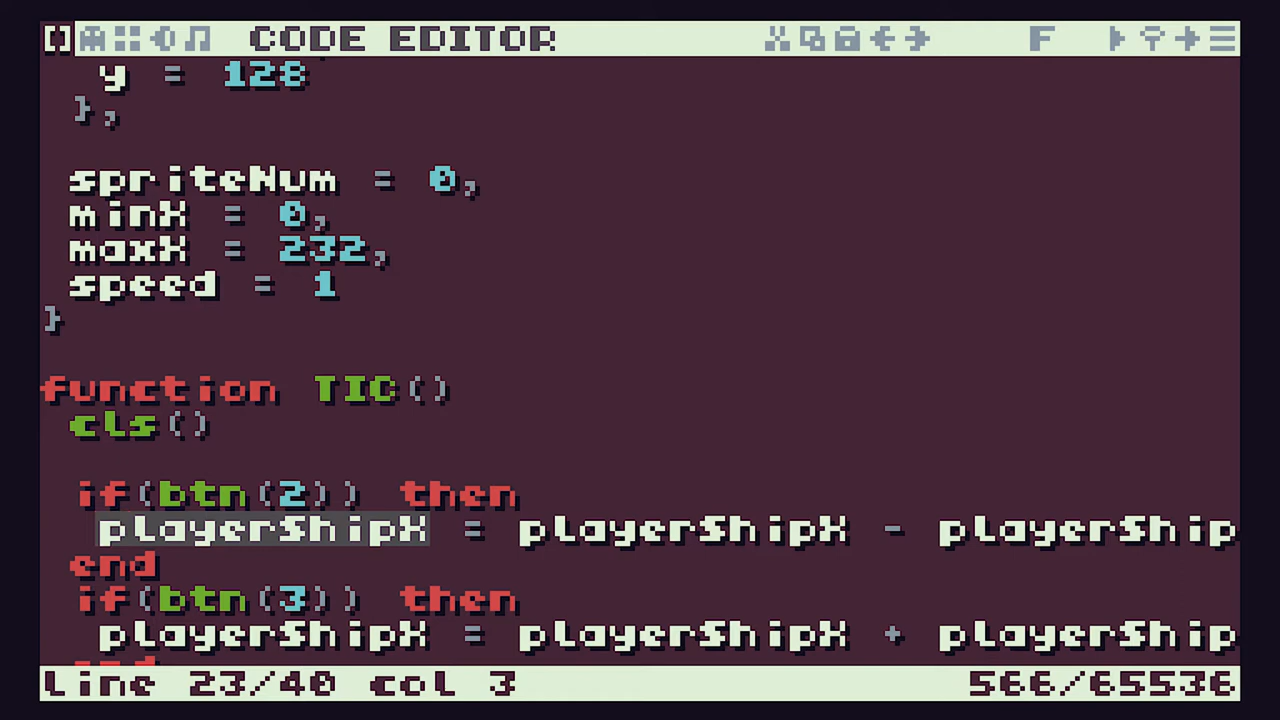 CODE EDITOR F
y = 128
},
spriteNum = 0,
minX = 0,
maxX = 232,
speed = 1
}
function TIC()
cls()
if(btn(2)) then
playerShipX = playerShipX - playerShip
end
if(btn(3)) then
playerShipX = playerShipX + playerShip
end
line 23/40 col 3 566/65536